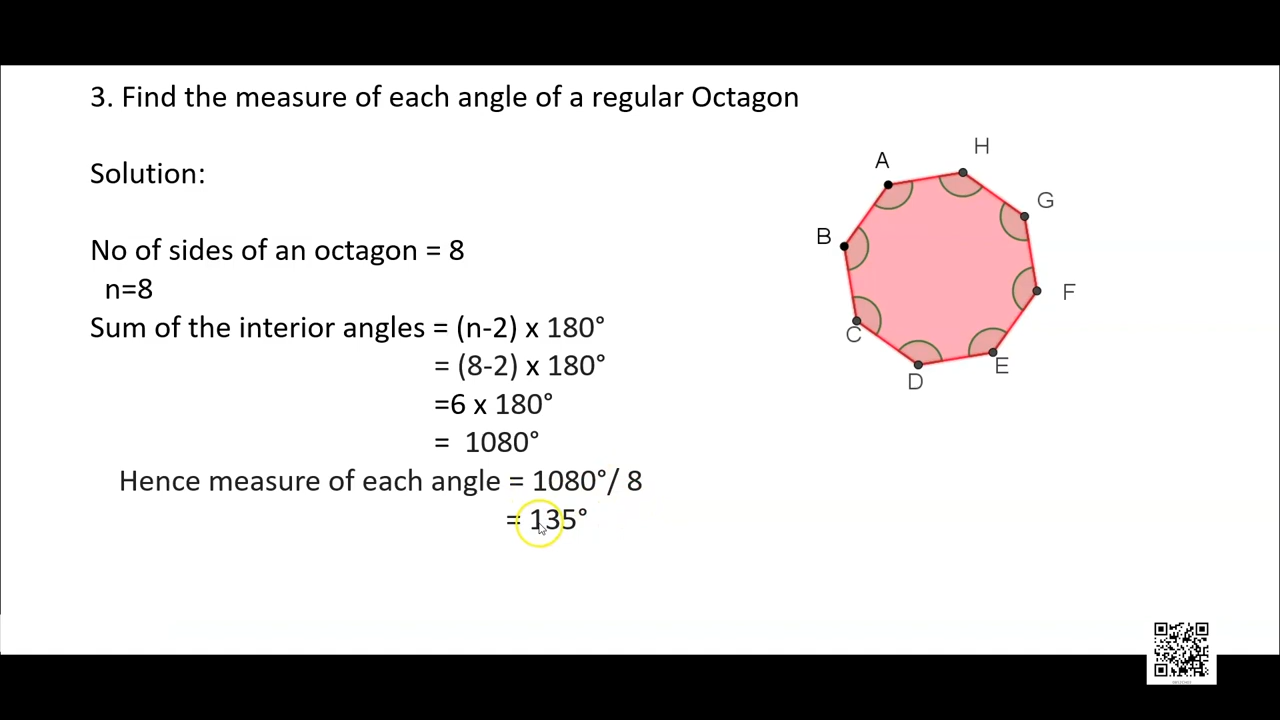 3. Find the measure of each angle of a regular Octagon
Solution:
No of sides of an octagon = 8
n=8
Sum of the interior angles = (n-2) x 180°
= (8-2) x 180°
=6 x 180°
= 1080°
Hence measure of each angle = 1080°/ 8
= 135°
A
H
G
B
F
C
E
D